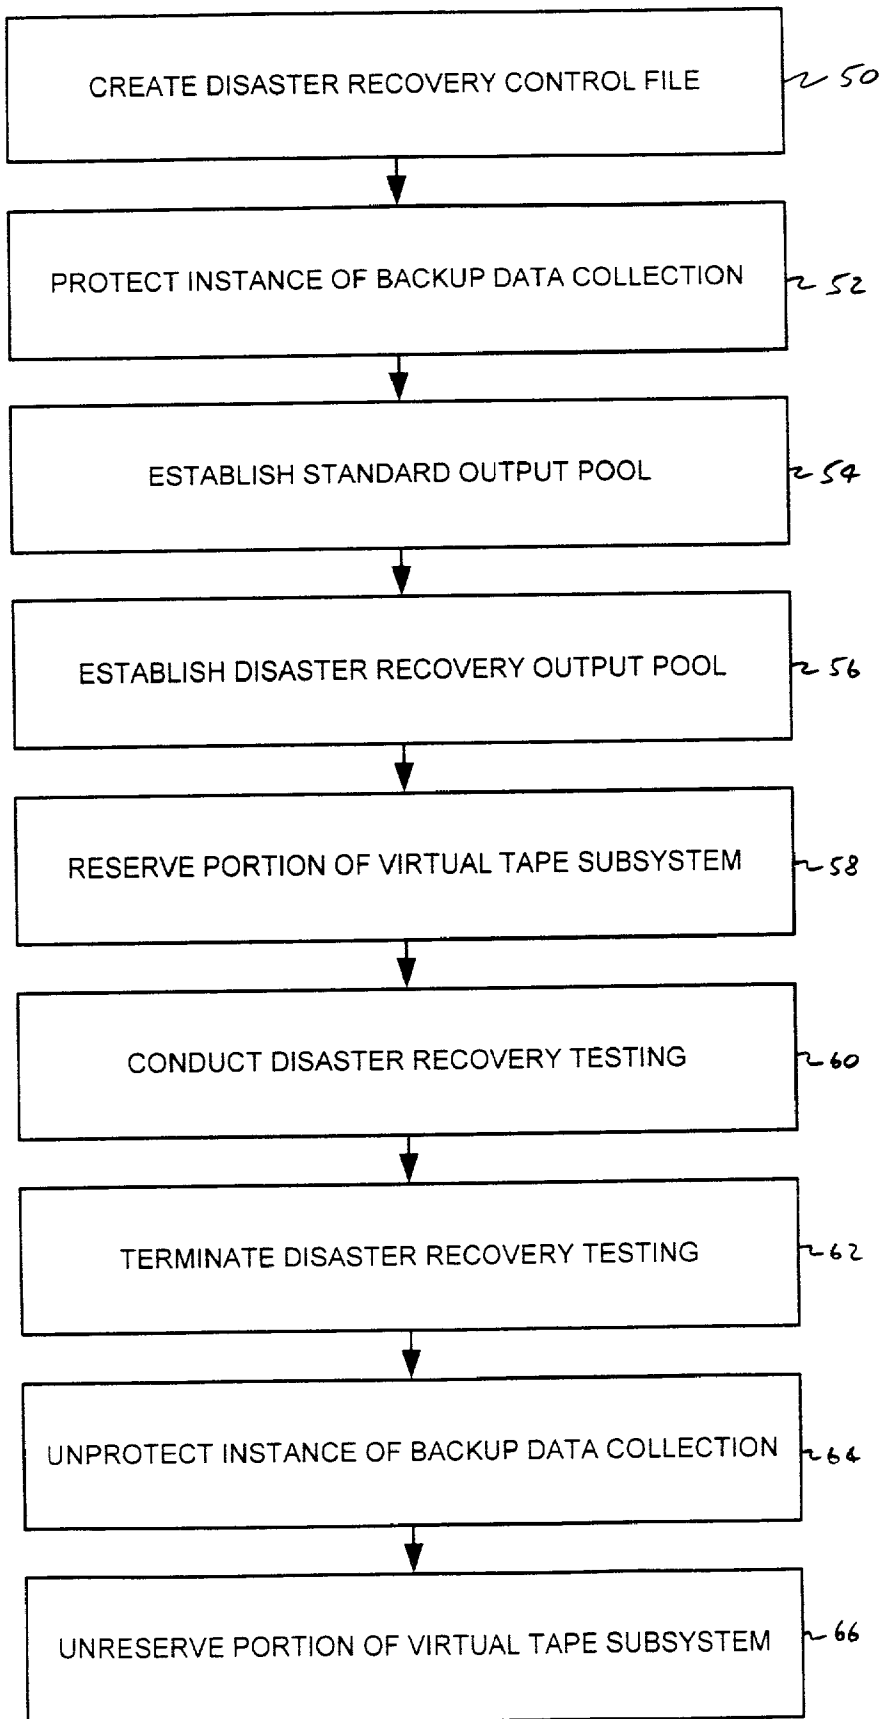 CREATE DISASTER RECOVERY CONTROL FILE 50
PROTECT INSTANCE OF BACKUP DATA COLLECTION 52
ESTABLISH STANDARD OUTPUT POOL 54
ESTABLISH DISASTER RECOVERY OUTPUT POOL 56
RESERVE PORTION OF VIRTUAL TAPE SUBSYSTEM 58
CONDUCT DISASTER RECOVERY TESTING 60
TERMINATE DISASTER RECOVERY TESTING 62
UNPROTECT INSTANCE OF BACKUP DATA COLLECTION 64
UNRESERVE PORTION OF VIRTUAL TAPE SUBSYSTEM 66